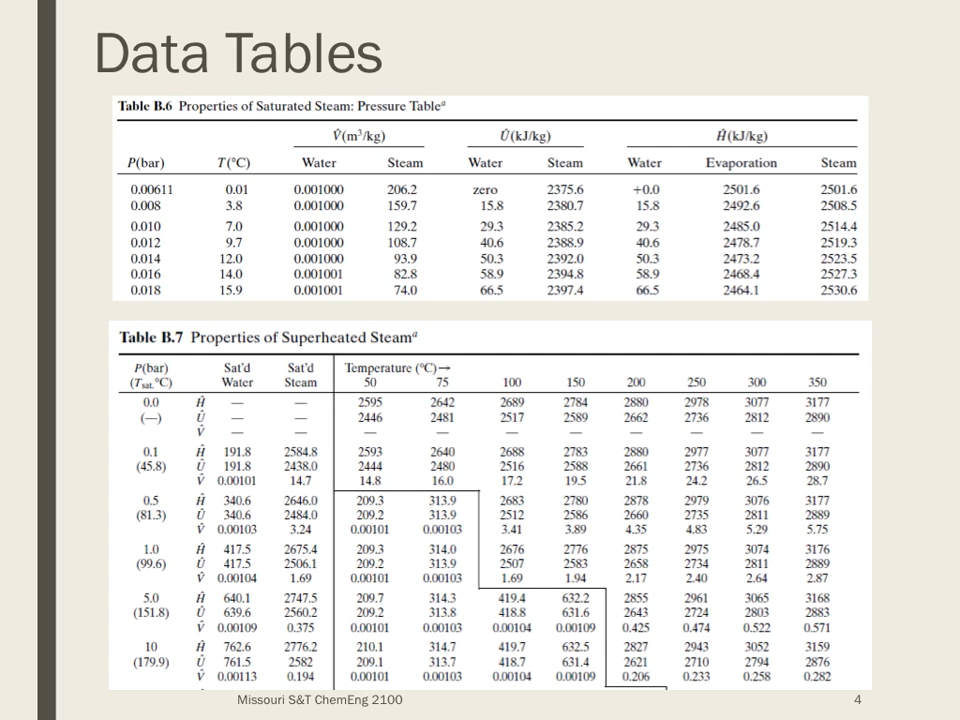 Data Tables
Table B.6 Properties of Saturated Steam: Pressure Tableᵃ
V̂(m³/kg) Û(kJ/kg) Ĥ(kJ/kg)
P(bar) T(°C) Water Steam Water Steam Water Evaporation Steam
0.00611 0.01 0.001000 206.2 zero 2375.6 +0.0 2501.6 2501.6
0.008 3.8 0.001000 159.7 15.8 2380.7 15.8 2492.6 2508.5
0.010 7.0 0.001000 129.2 29.3 2385.2 29.3 2485.0 2514.4
0.012 9.7 0.001000 108.7 40.6 2388.9 40.6 2478.7 2519.3
0.014 12.0 0.001000 93.9 50.3 2392.0 50.3 2473.2 2523.5
0.016 14.0 0.001001 82.8 58.9 2394.8 58.9 2468.4 2527.3
0.018 15.9 0.001001 74.0 66.5 2397.4 66.5 2464.1 2530.6
Table B.7 Properties of Superheated Steamᵃ
P(bar) Sat'd Sat'd Temperature (°C)→
(Tsat.°C) Water Steam 50 75 100 150 200 250 300 350
0.0 Ĥ — — 2595 2642 2689 2784 2880 2978 3077 3177
(—) Û — — 2446 2481 2517 2589 2662 2736 2812 2890
V̂ — — — — — — — — — —
0.1 Ĥ 191.8 2584.8 2593 2640 2688 2783 2880 2977 3077 3177
(45.8) Û 191.8 2438.0 2444 2480 2516 2588 2661 2736 2812 2890
V̂ 0.00101 14.7 14.8 16.0 17.2 19.5 21.8 24.2 26.5 28.7
0.5 Ĥ 340.6 2646.0 209.3 313.9 2683 2780 2878 2979 3076 3177
(81.3) Û 340.6 2484.0 209.2 313.9 2512 2586 2660 2735 2811 2889
V̂ 0.00103 3.24 0.00101 0.00103 3.41 3.89 4.35 4.83 5.29 5.75
1.0 Ĥ 417.5 2675.4 209.3 314.0 2676 2776 2875 2975 3074 3176
(99.6) Û 417.5 2506.1 209.2 313.9 2507 2583 2658 2734 2811 2889
V̂ 0.00104 1.69 0.00101 0.00103 1.69 1.94 2.17 2.40 2.64 2.87
5.0 Ĥ 640.1 2747.5 209.7 314.3 419.4 632.2 2855 2961 3065 3168
(151.8) Û 639.6 2560.2 209.2 313.8 418.8 631.6 2643 2724 2803 2883
V̂ 0.00109 0.375 0.00101 0.00103 0.00104 0.00109 0.425 0.474 0.522 0.571
10 Ĥ 762.6 2776.2 210.1 314.7 419.7 632.5 2827 2943 3052 3159
(179.9) Û 761.5 2582 209.1 313.7 418.7 631.4 2621 2710 2794 2876
V̂ 0.00113 0.194 0.00101 0.00103 0.00104 0.00109 0.206 0.233 0.258 0.282
Missouri S&T ChemEng 2100 4